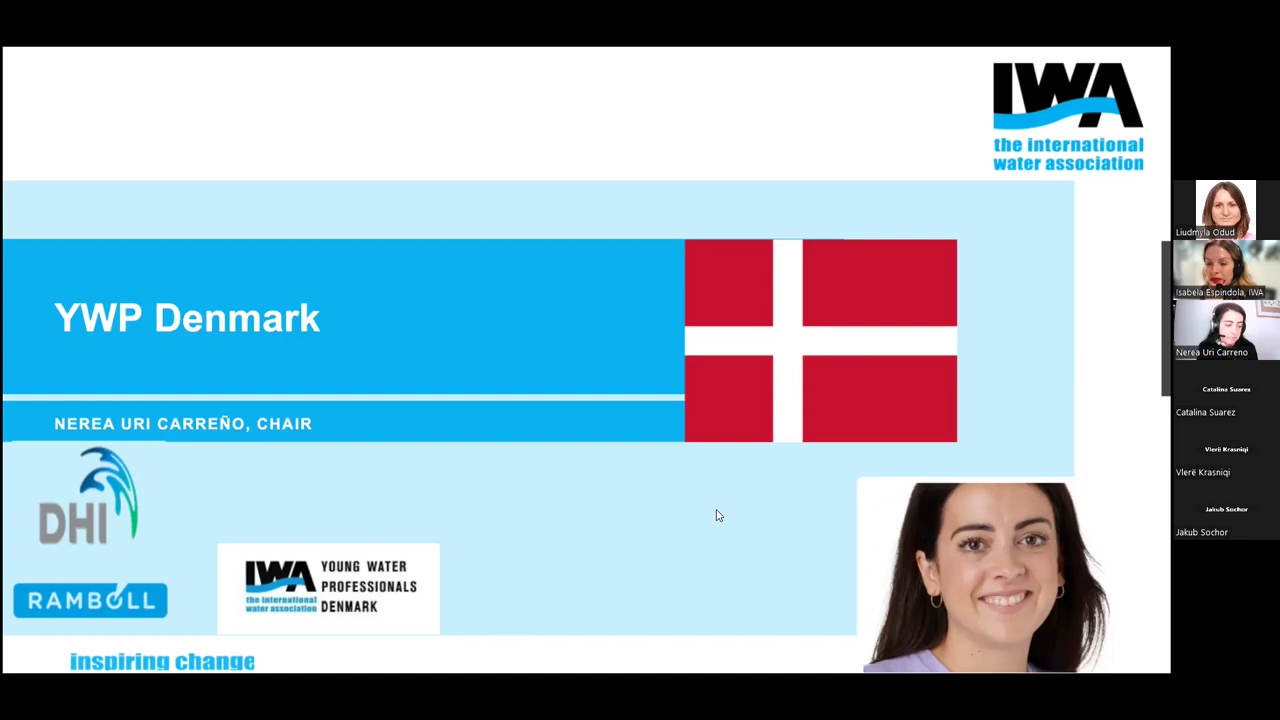 IWA
the international
water association
YWP Denmark
NEREA URI CARREÑO, CHAIR
DHI
RAMBOLL
IWA
the international
water association
YOUNG WATER
PROFESSIONALS
DENMARK
inspiring change
Liudmyla Odud
Isabela Espindola, IWA
Nerea Uri Carreno
Catalina Suarez
Catalina Suarez
Vlerë Krasniqi
Vlerë Krasniqi
Jakub Sochor
Jakub Sochor